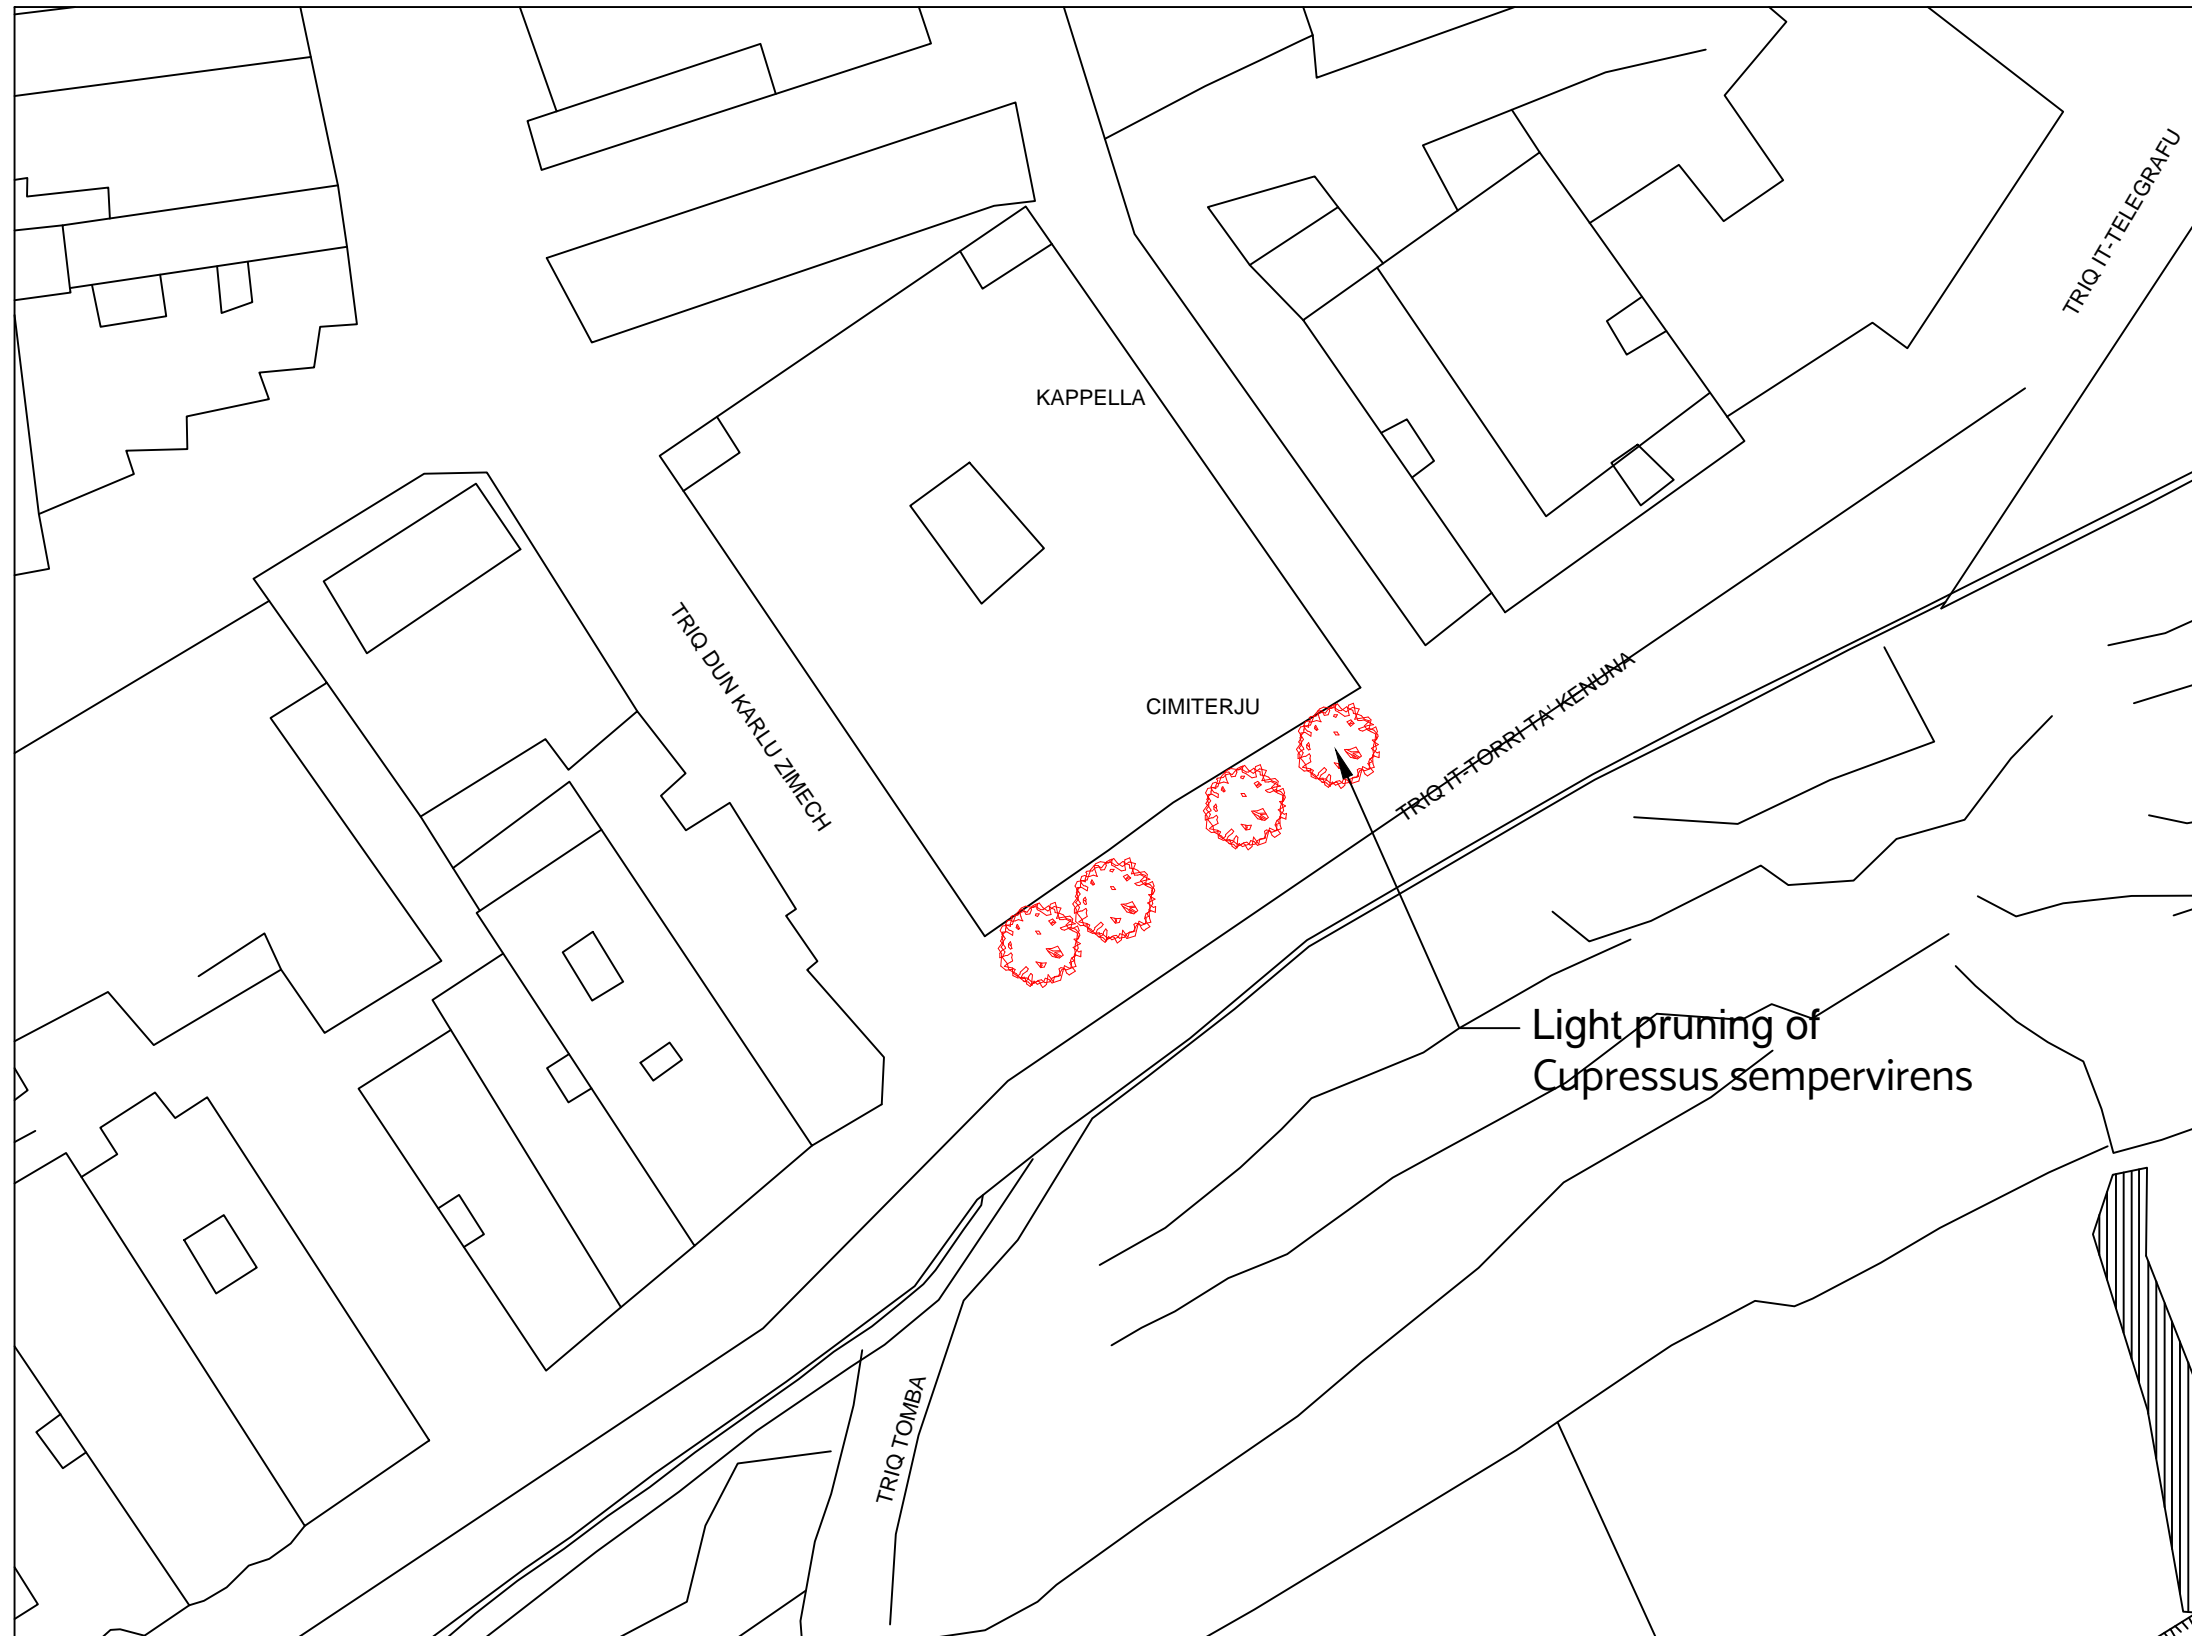 TRIQ IT-TELEGRAFU
KAPPELLA
TRIQ DUN KARLU ZIMECH
CIMITERJU
TRIQ IT-TORRI TA' KENUNA
Light pruning of
Cupressus sempervirens
TRIQ TOMBA